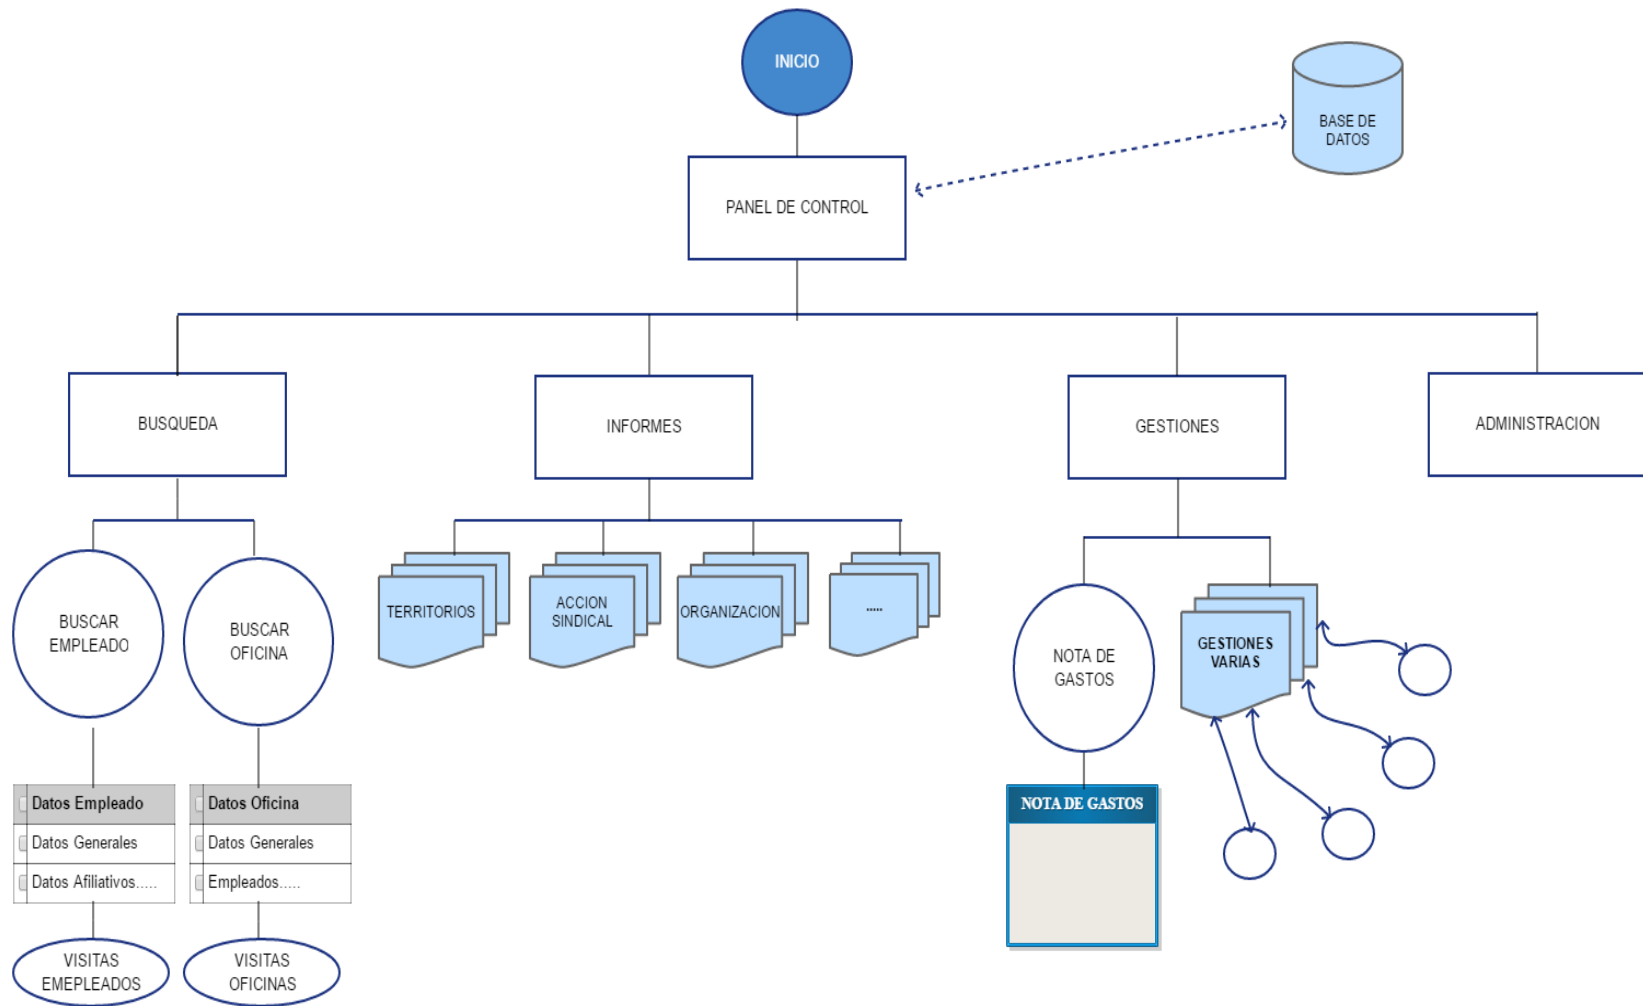 INICIO
BASE DE
DATOS
PANEL DE CONTROL
BUSQUEDA
INFORMES
GESTIONES
ADMINISTRACION
BUSCAR
EMPLEADO
BUSCAR
OFICINA
TERRITORIOS
ACCION
SINDICAL
ORGANIZACION
.....
NOTA DE
GASTOS
GESTIONES
VARIAS
Datos Empleado
Datos Generales
Datos Afiliativos.....
Datos Oficina
Datos Generales
Empleados.....
NOTA DE GASTOS
VISITAS
EMEPLEADOS
VISITAS
OFICINAS